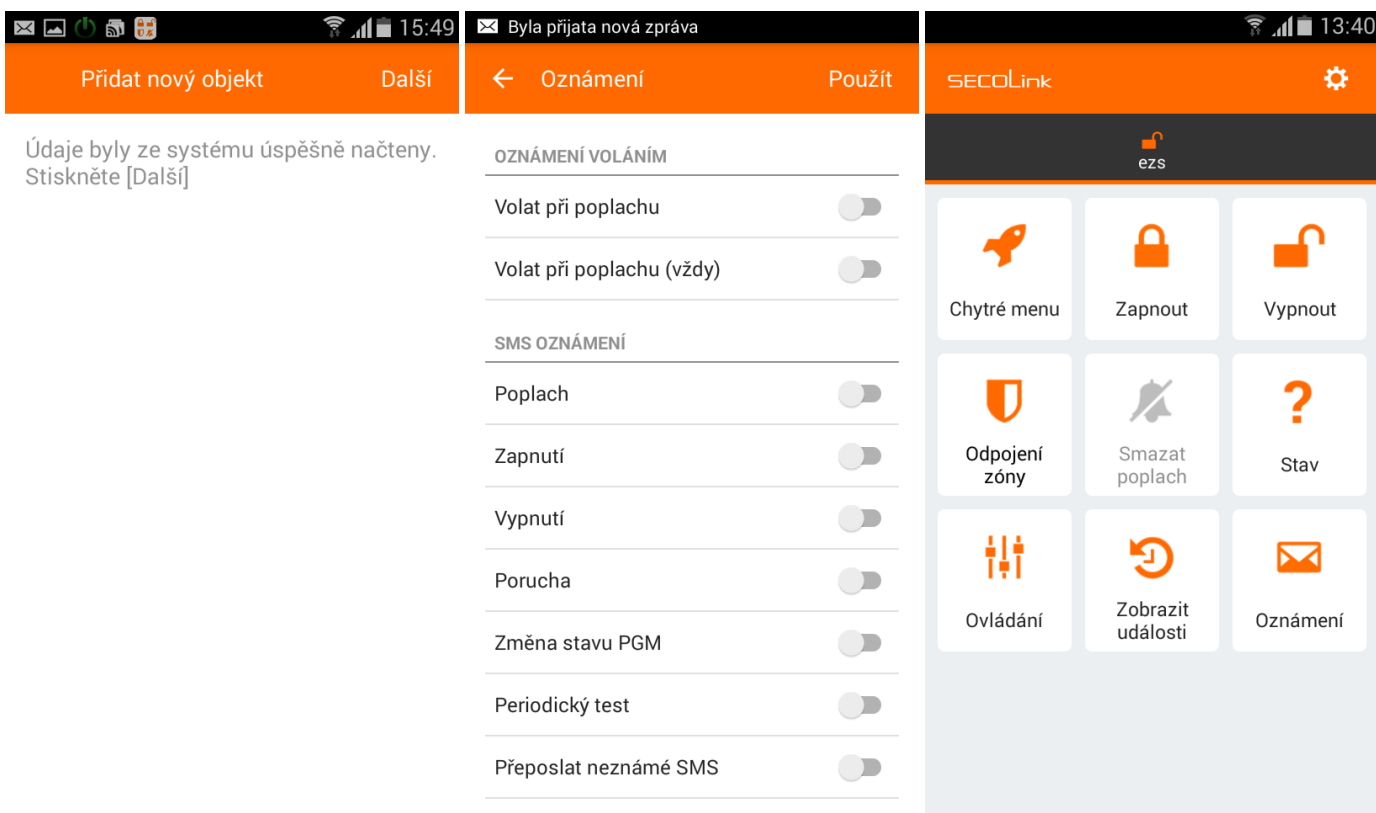 15:49
Přidat nový objekt
Další
Údaje byly ze systému úspěšně načteny.
Stiskněte [Další]
Byla přijata nová zpráva
Oznámení
Použít
OZNÁMENÍ VOLÁNÍM
Volat při poplachu
Volat při poplachu (vždy)
SMS OZNÁMENÍ
Poplach
Zapnutí
Vypnutí
Porucha
Změna stavu PGM
Periodický test
Přeposlat neznámé SMS
13:40
SECOLink
ezs
Chytré menu
Zapnout
Vypnout
Odpojení
zóny
Smazat
poplach
Stav
Ovládání
Zobrazit
události
Oznámení